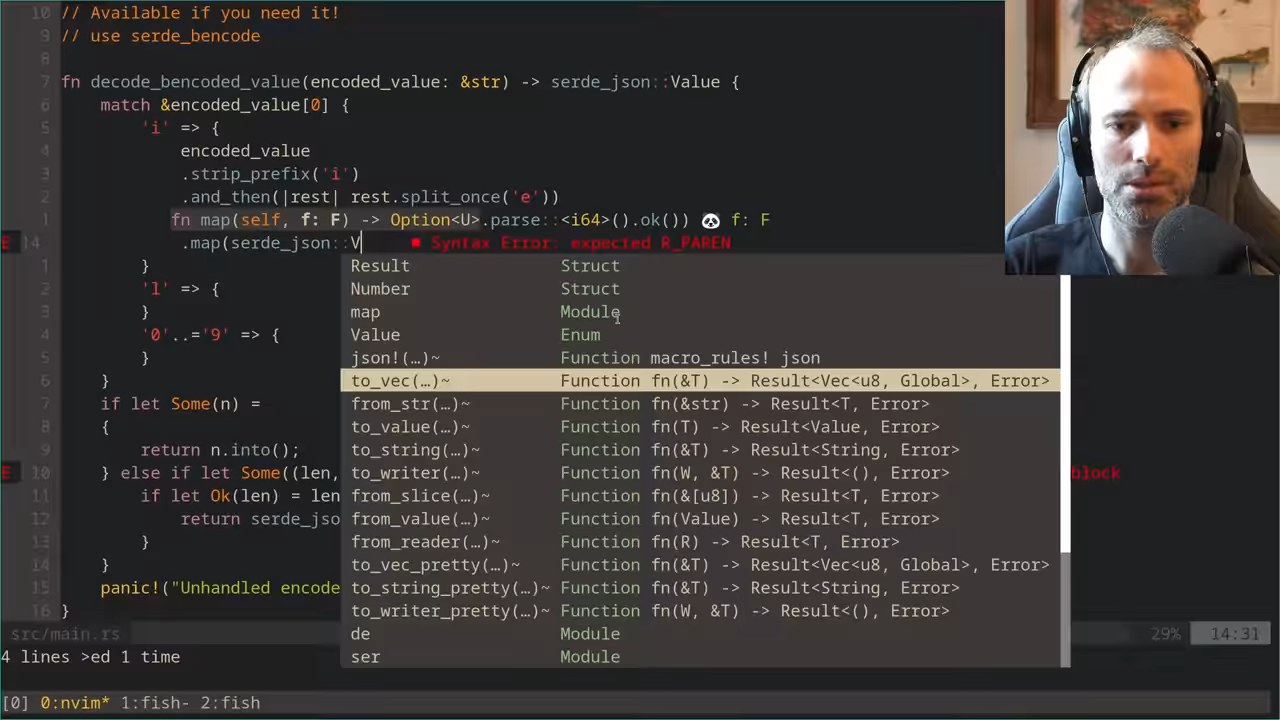 10 // Available if you need it!
9 // use serde_bencode
8
7 fn decode_bencoded_value(encoded_value: &str) -> serde_json::Value {
6 match &encoded_value[0] {
5 'i' => {
4 encoded_value
3 .strip_prefix('i')
2 .and_then(|rest| rest.split_once('e'))
1 fn map(self, f: F) -> Option<U>.parse::<i64>().ok()) 🐼 f: F
E 14 .map(serde_json::V ■ Syntax Error: expected R_PAREN
1 } Result Struct
2 'l' => { Number Struct
3 } map Module
4 '0'..='9' => { Value Enum
5 } json!(…)~ Function macro_rules! json
6 } to_vec(…)~ Function fn(&T) -> Result<Vec<u8, Global>, Error>
7 if let Some(n) = from_str(…)~ Function fn(&str) -> Result<T, Error>
8 { to_value(…)~ Function fn(T) -> Result<Value, Error>
9 return n.into(); to_string(…)~ Function fn(&T) -> Result<String, Error>
E 10 } else if let Some((len, to_writer(…)~ Function fn(W, &T) -> Result<(), Error> block
11 if let Ok(len) = len from_slice(…)~ Function fn(&[u8]) -> Result<T, Error>
12 return serde_jso from_value(…)~ Function fn(Value) -> Result<T, Error>
13 } from_reader(…)~ Function fn(R) -> Result<T, Error>
14 } to_vec_pretty(…)~ Function fn(&T) -> Result<Vec<u8, Global>, Error>
15 panic!("Unhandled encode to_string_pretty(…)~ Function fn(&T) -> Result<String, Error>
16 } to_writer_pretty(…)~ Function fn(W, &T) -> Result<(), Error>
src/main.rs de Module 29% 14:31
4 lines >ed 1 time ser Module
[0] 0:nvim* 1:fish- 2:fish